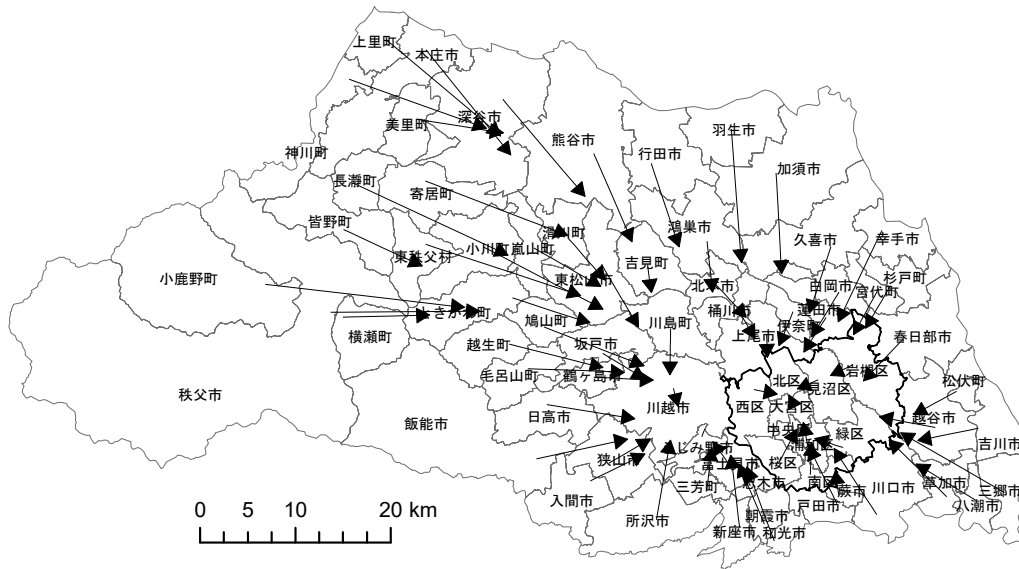 上里町
本庄市
深谷市
美里町
神川町
熊谷市
羽生市
行田市
加須市
長瀞町
寄居町
皆野町
滑川町
鴻巣市
久喜市
幸手市
東秩父村
小川町
嵐山町
吉見町
杉戸町
小鹿野町
東松山市
北本市
白岡市
宮代町
ときがわ町
桶川市
蓮田市
鳩山町
川島町
伊奈町
横瀬町
上尾市
春日部市
越生町
坂戸市
毛呂山町
鶴ヶ島市
岩槻区
北区
見沼区
松伏町
秩父市
西区
大宮区
川越市
日高市
飯能市
越谷市
中央区
緑区
浦和区
吉川市
じみ野市
狭山市
富士見市
桜区
志木市
南区
三芳町
草加市
三郷市
入間市
蕨市
川口市
戸田市
八潮市
所沢市
朝霞市
新座市
和光市
0 5 10 20 km